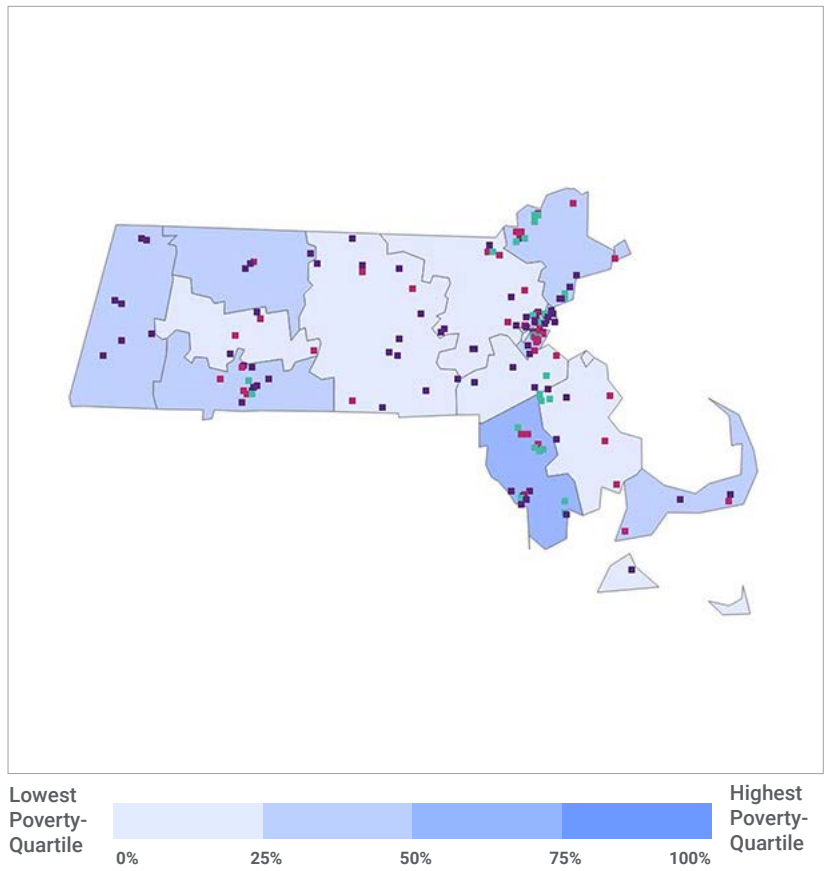 Lowest
Poverty-
Quartile
0%
25%
50%
75%
100%
Highest
Poverty-
Quartile